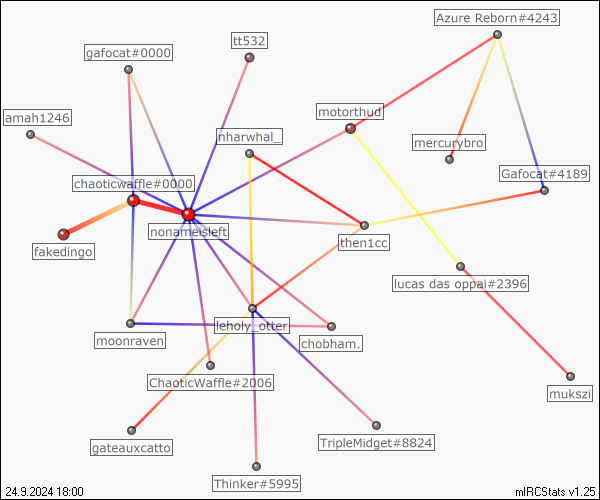 Azure Reborn#4243
tt532
gafocat#0000
motorthud
amah1246
nharwhal_
mercurybro
Gafocat#4189
chaoticwaffle#0000
nonameisleft
then1cc
fakedingo
lucas das oppai#2396
leholy_otter
moonraven
chobham.
ChaoticWaffle#2006
mukszi
gateauxcatto
TripleMidget#8824
Thinker#5995
24.9.2024 18:00
mIRCStats v1.25